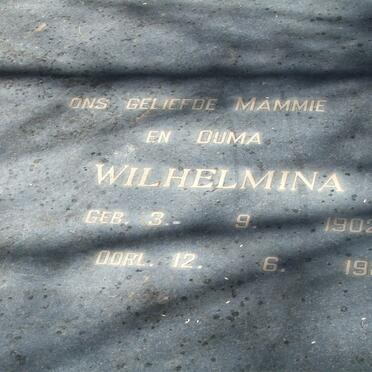 ONS GELIEFDE MAMMIE
EN OUMA
WILHELMINA
GEB. 3. 9. 1902
OORL. 12. 6.